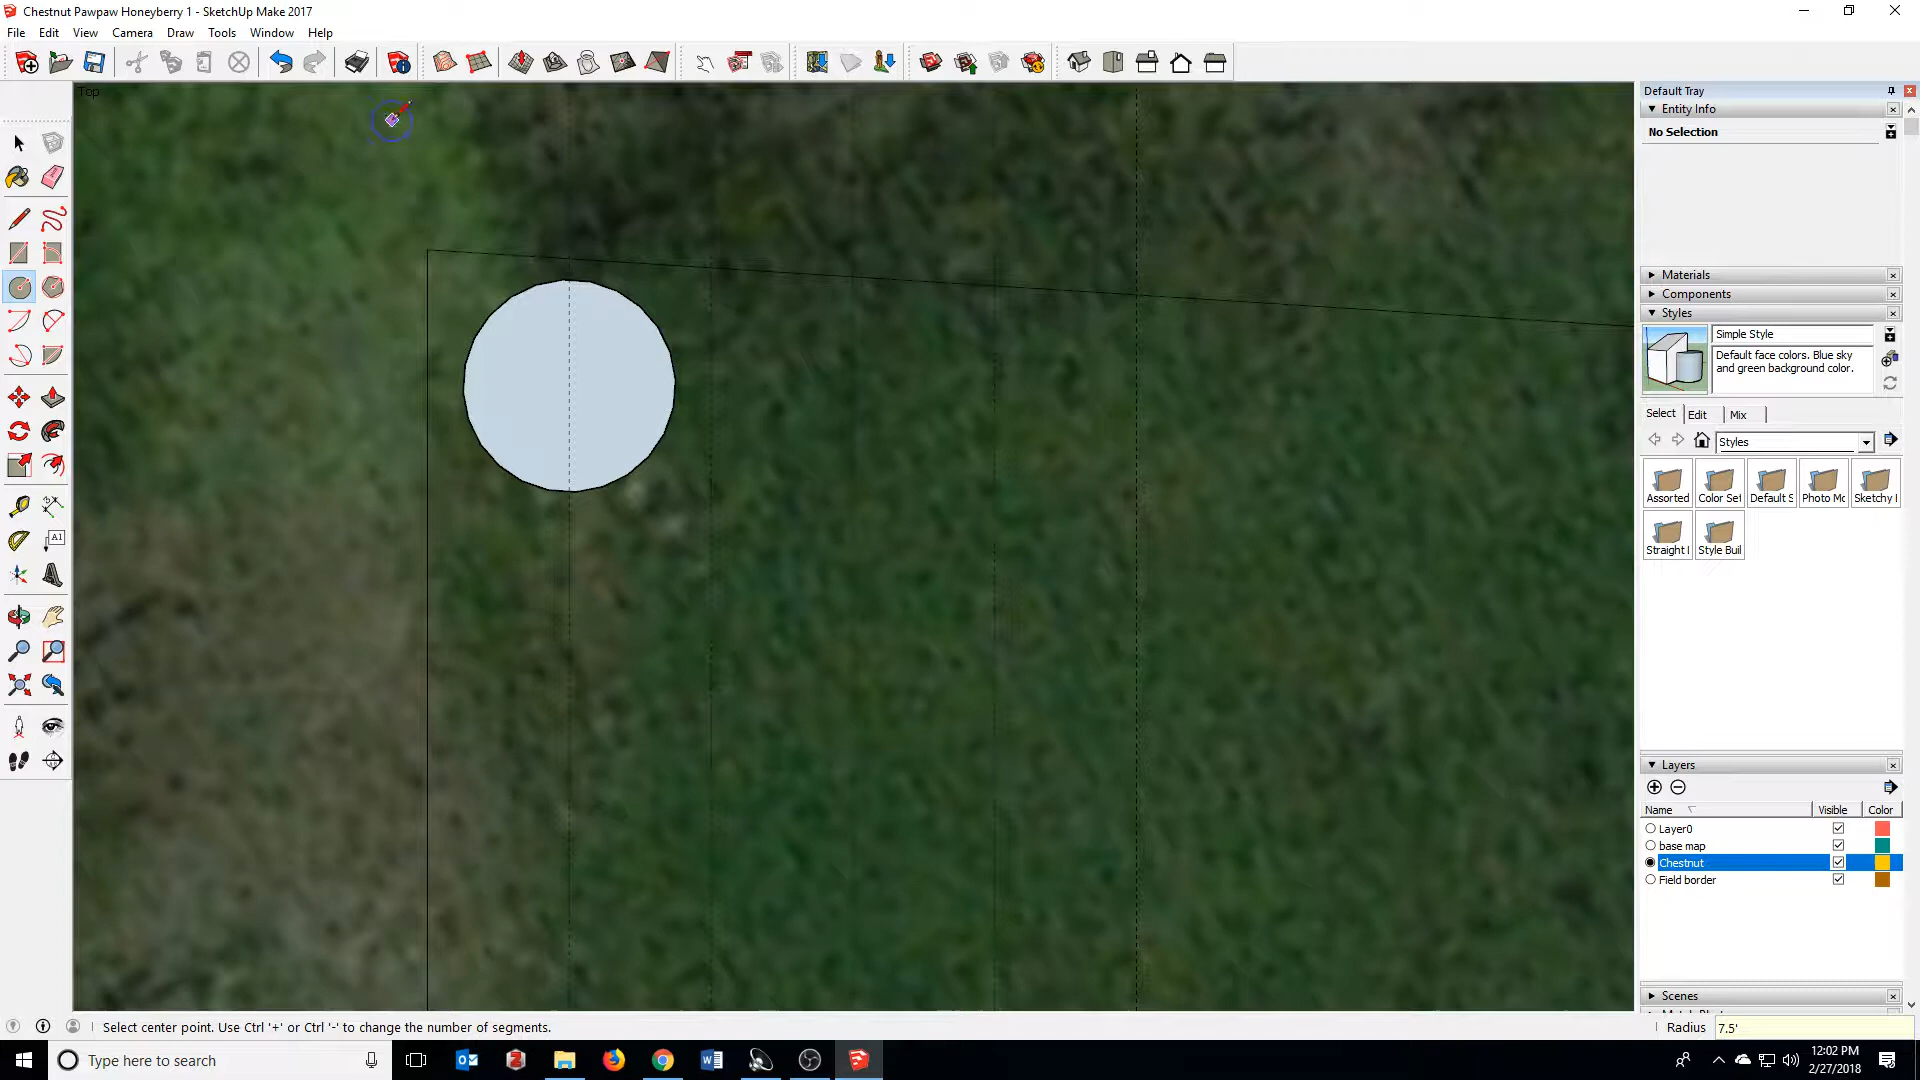 Chestnut Pawpaw Honeyberry 1 - SketchUp Make 2017
File Edit View Camera Draw Tools Window Help
Top
Default Tray
Entity Info
No Selection
Materials
Components
Styles
Simple Style
Default face colors. Blue sky
and green background color.
Select Edit Mix
Styles
Assorted Color Set Default S Photo Mo Sketchy I
Straight I Style Buil
Layers
Name Visible Color
Layer0
base map
Chestnut
Field border
Scenes
AI
Select center point. Use Ctrl '+' or Ctrl '-' to change the number of segments.
Radius 7.5'
Type here to search
12:02 PM
2/27/2018